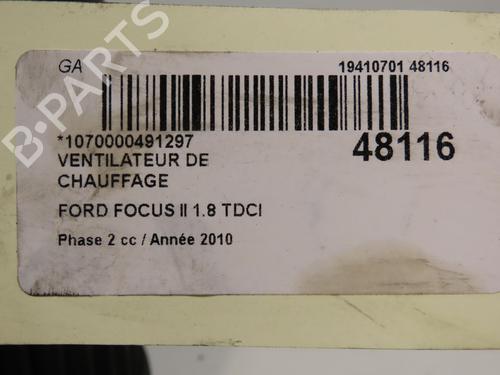 GA
19410701 48116
*1070000491297
48116
VENTILATEUR DE
CHAUFFAGE
FORD FOCUS II 1.8 TDCI
Phase 2 cc / Année 2010
B-PARTS